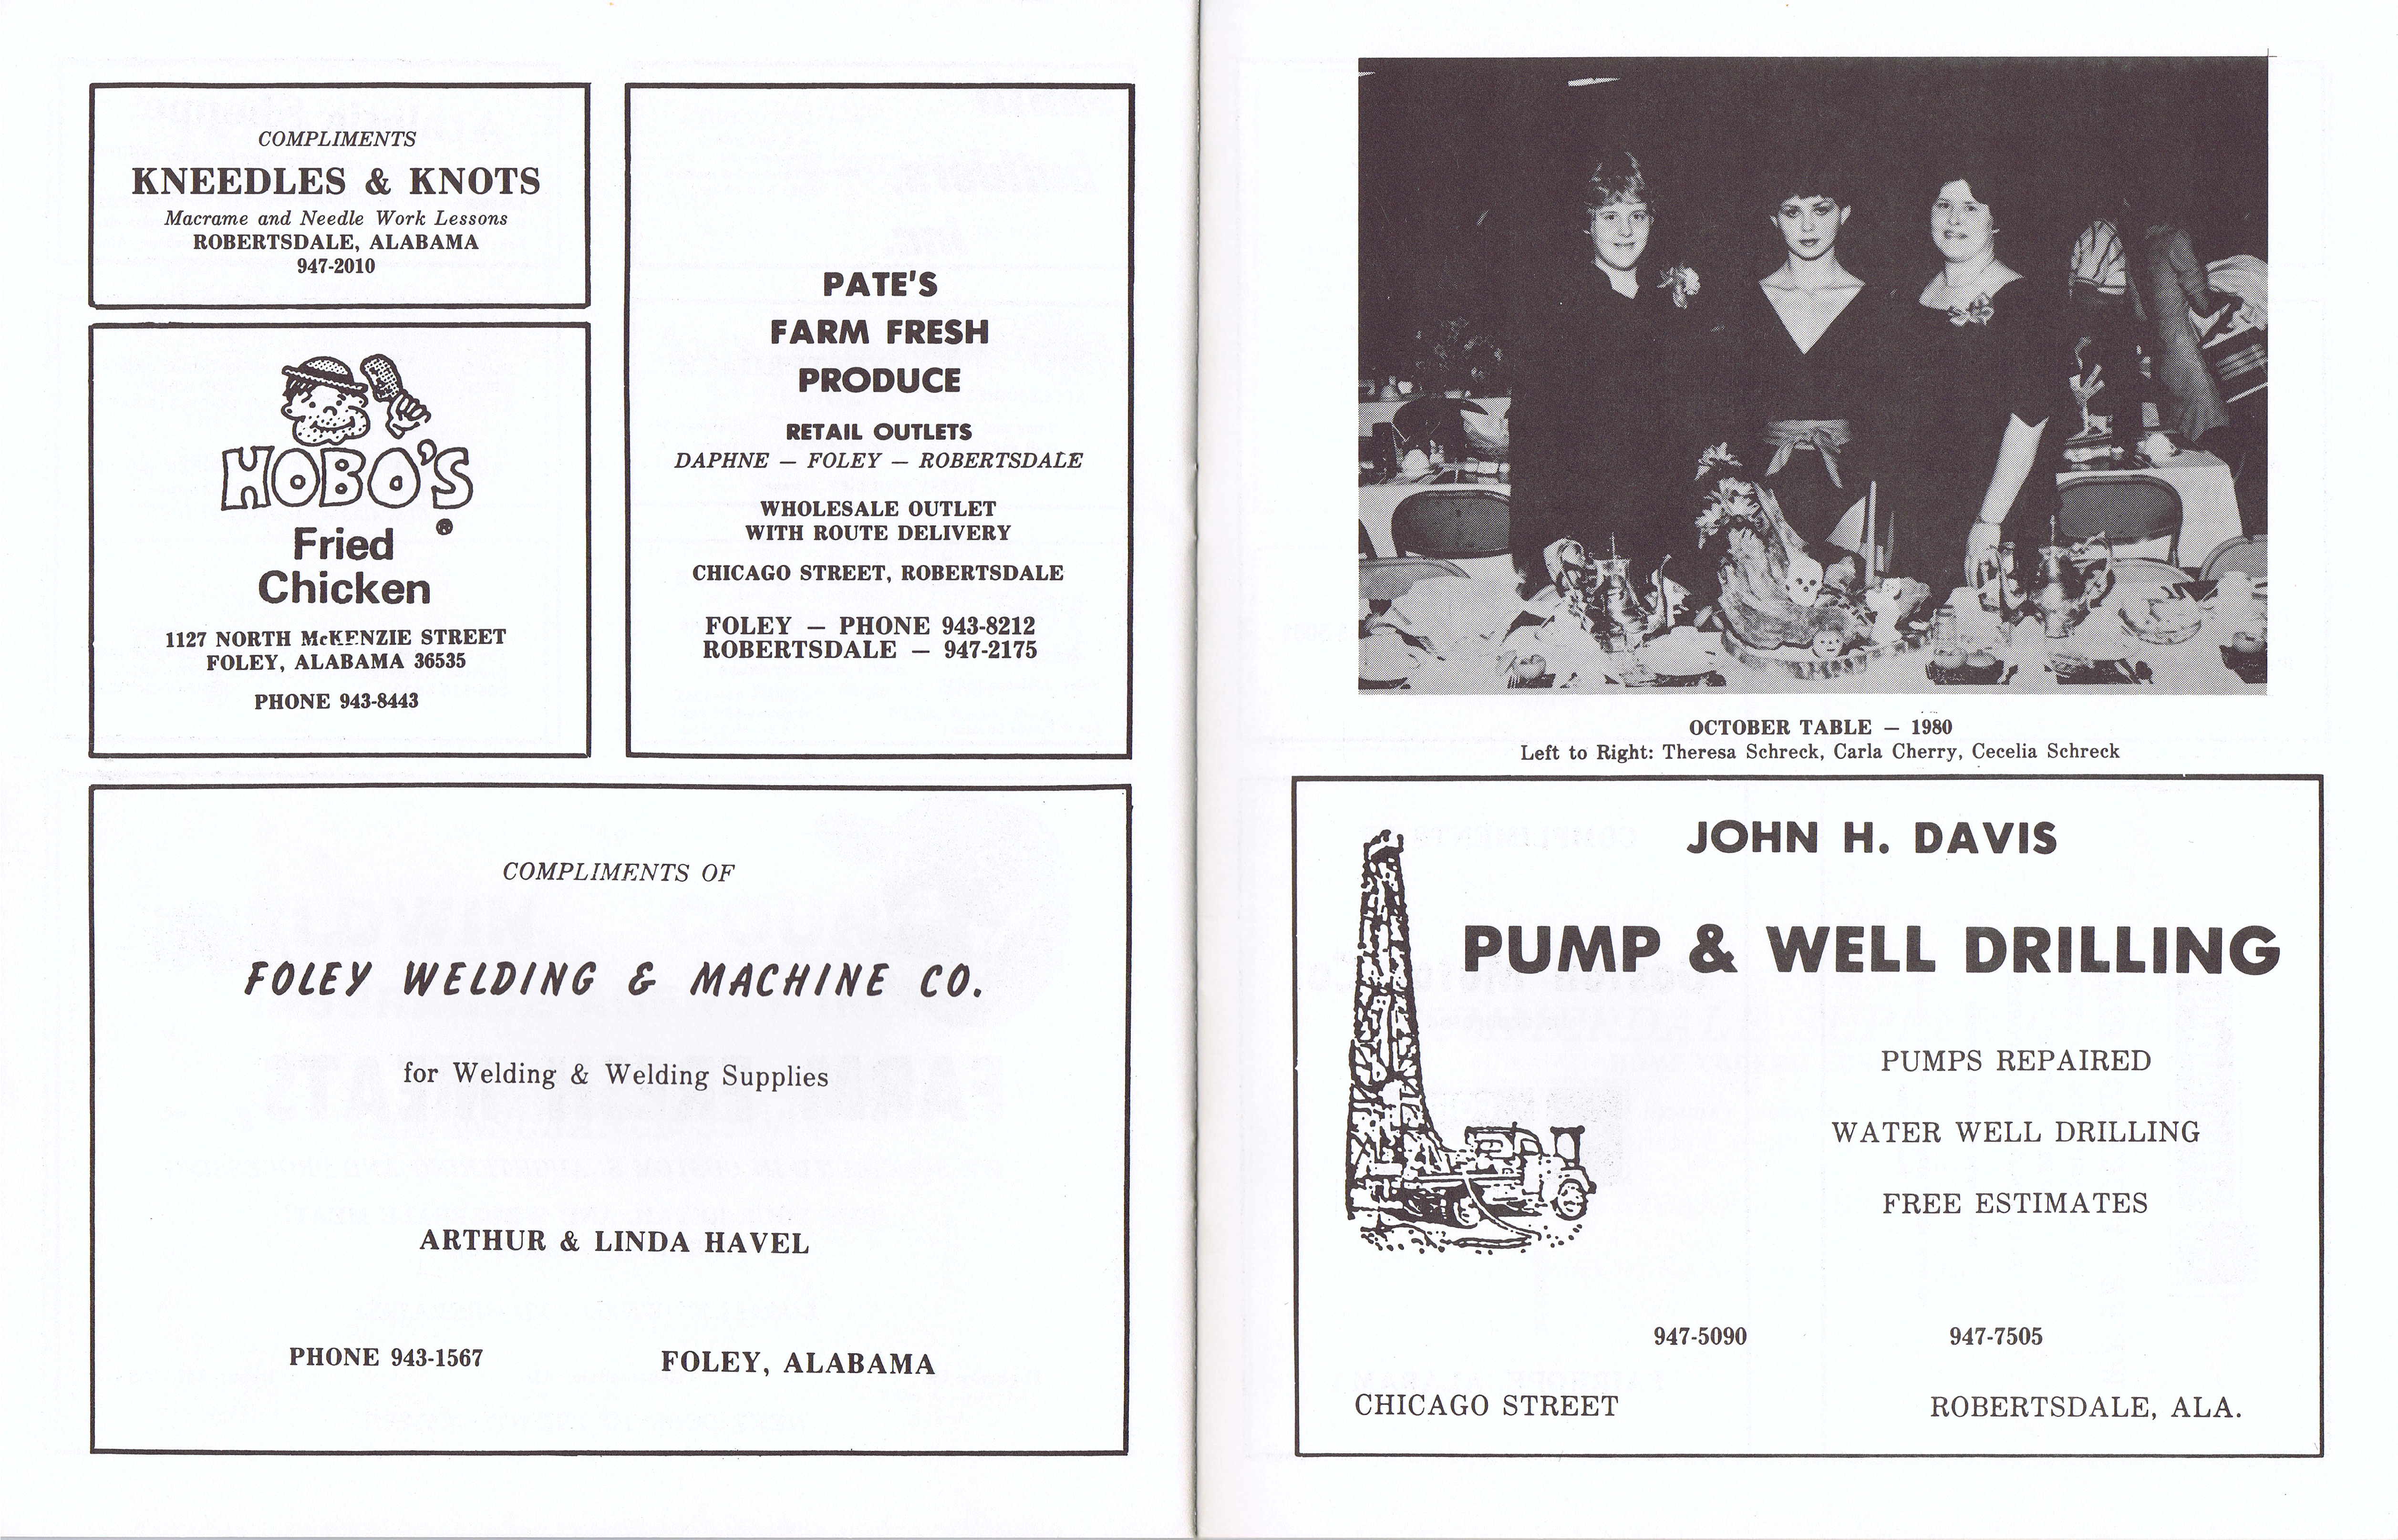 COMPLIMENTS
KNEEDLES & KNOTS
Macrame and Needle Work Lessons
ROBERTSDALE, ALABAMA
947-2010
HOBO'S
®
Fried
Chicken
1127 NORTH McKENZIE STREET
FOLEY, ALABAMA 36535
PHONE 943-8443
PATE'S
FARM FRESH
PRODUCE
RETAIL OUTLETS
DAPHNE — FOLEY — ROBERTSDALE
WHOLESALE OUTLET
WITH ROUTE DELIVERY
CHICAGO STREET, ROBERTSDALE
FOLEY — PHONE 943-8212
ROBERTSDALE — 947-2175
COMPLIMENTS OF
FOLEY WELDING & MACHINE CO.
for Welding & Welding Supplies
ARTHUR & LINDA HAVEL
PHONE 943-1567 FOLEY, ALABAMA
OCTOBER TABLE — 1980
Left to Right: Theresa Schreck, Carla Cherry, Cecelia Schreck
JOHN H. DAVIS
PUMP & WELL DRILLING
PUMPS REPAIRED
WATER WELL DRILLING
FREE ESTIMATES
947-5090 947-7505
CHICAGO STREET ROBERTSDALE, ALA.